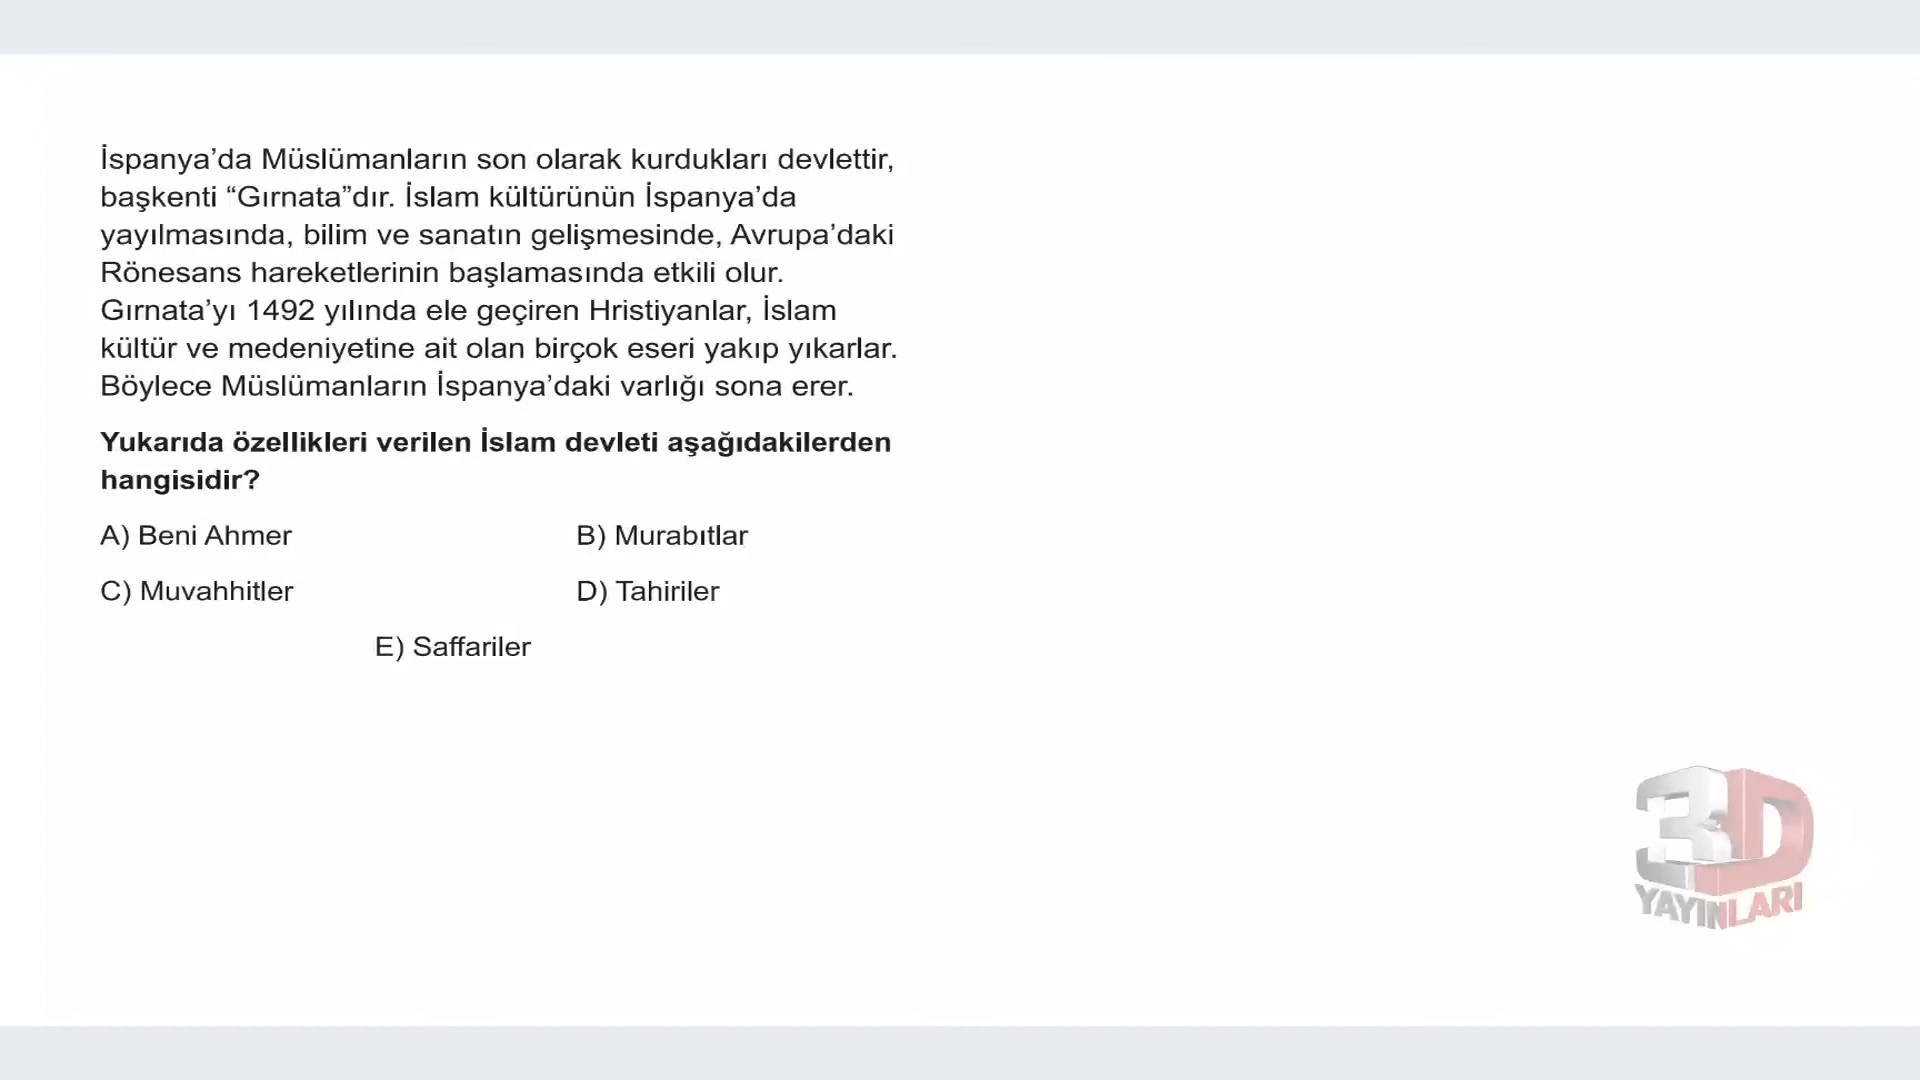 İspanya’da Müslümanların son olarak kurdukları devlettir,
başkenti “Gırnata”dır. İslam kültürünün İspanya’da
yayılmasında, bilim ve sanatın gelişmesinde, Avrupa’daki
Rönesans hareketlerinin başlamasında etkili olur.
Gırnata’yı 1492 yılında ele geçiren Hristiyanlar, İslam
kültür ve medeniyetine ait olan birçok eseri yakıp yıkarlar.
Böylece Müslümanların İspanya’daki varlığı sona erer.
Yukarıda özellikleri verilen İslam devleti aşağıdakilerden
hangisidir?
A) Beni Ahmer
B) Murabıtlar
C) Muvahhitler
D) Tahiriler
E) Saffariler
3D
YAYINLARI